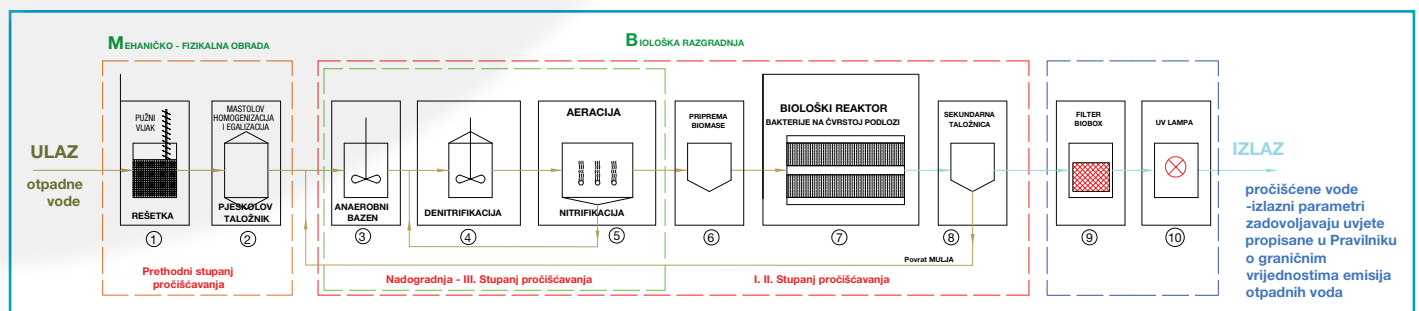 MEHANIČKO - FIZIKALNA OBRADA
BIOLOŠKA RAZGRADNJA
ULAZ
otpadne
vode
PUŽNI
VIJAK
REŠETKA
1
MASTOLOV
HOMOGENIZACIJA
I EGALIZACIJA
PJESKOLOV
TALOŽNIK
2
Prethodni stupanj
pročišćavanja
ANAEROBNI
BAZEN
3
DENITRIFIKACIJA
4
AERACIJA
NITRIFIKACIJA
5
Nadogradnja - III. Stupanj pročišćavanja
PRIPREMA
BIOMASE
6
BIOLOŠKI REAKTOR
BAKTERIJE NA ČVRSTOJ PODLOZI
7
SEKUNDARNA
TALOŽNICA
8
Povrat MULJA
I. II. Stupanj pročišćavanja
FILTER
BIOBOX
9
UV LAMPA
10
IZLAZ
pročišćene vode
-izlazni parametri
zadovoljavaju uvjete
propisane u Pravilniku
o graničnim
vrijednostima emisija
otpadnih voda